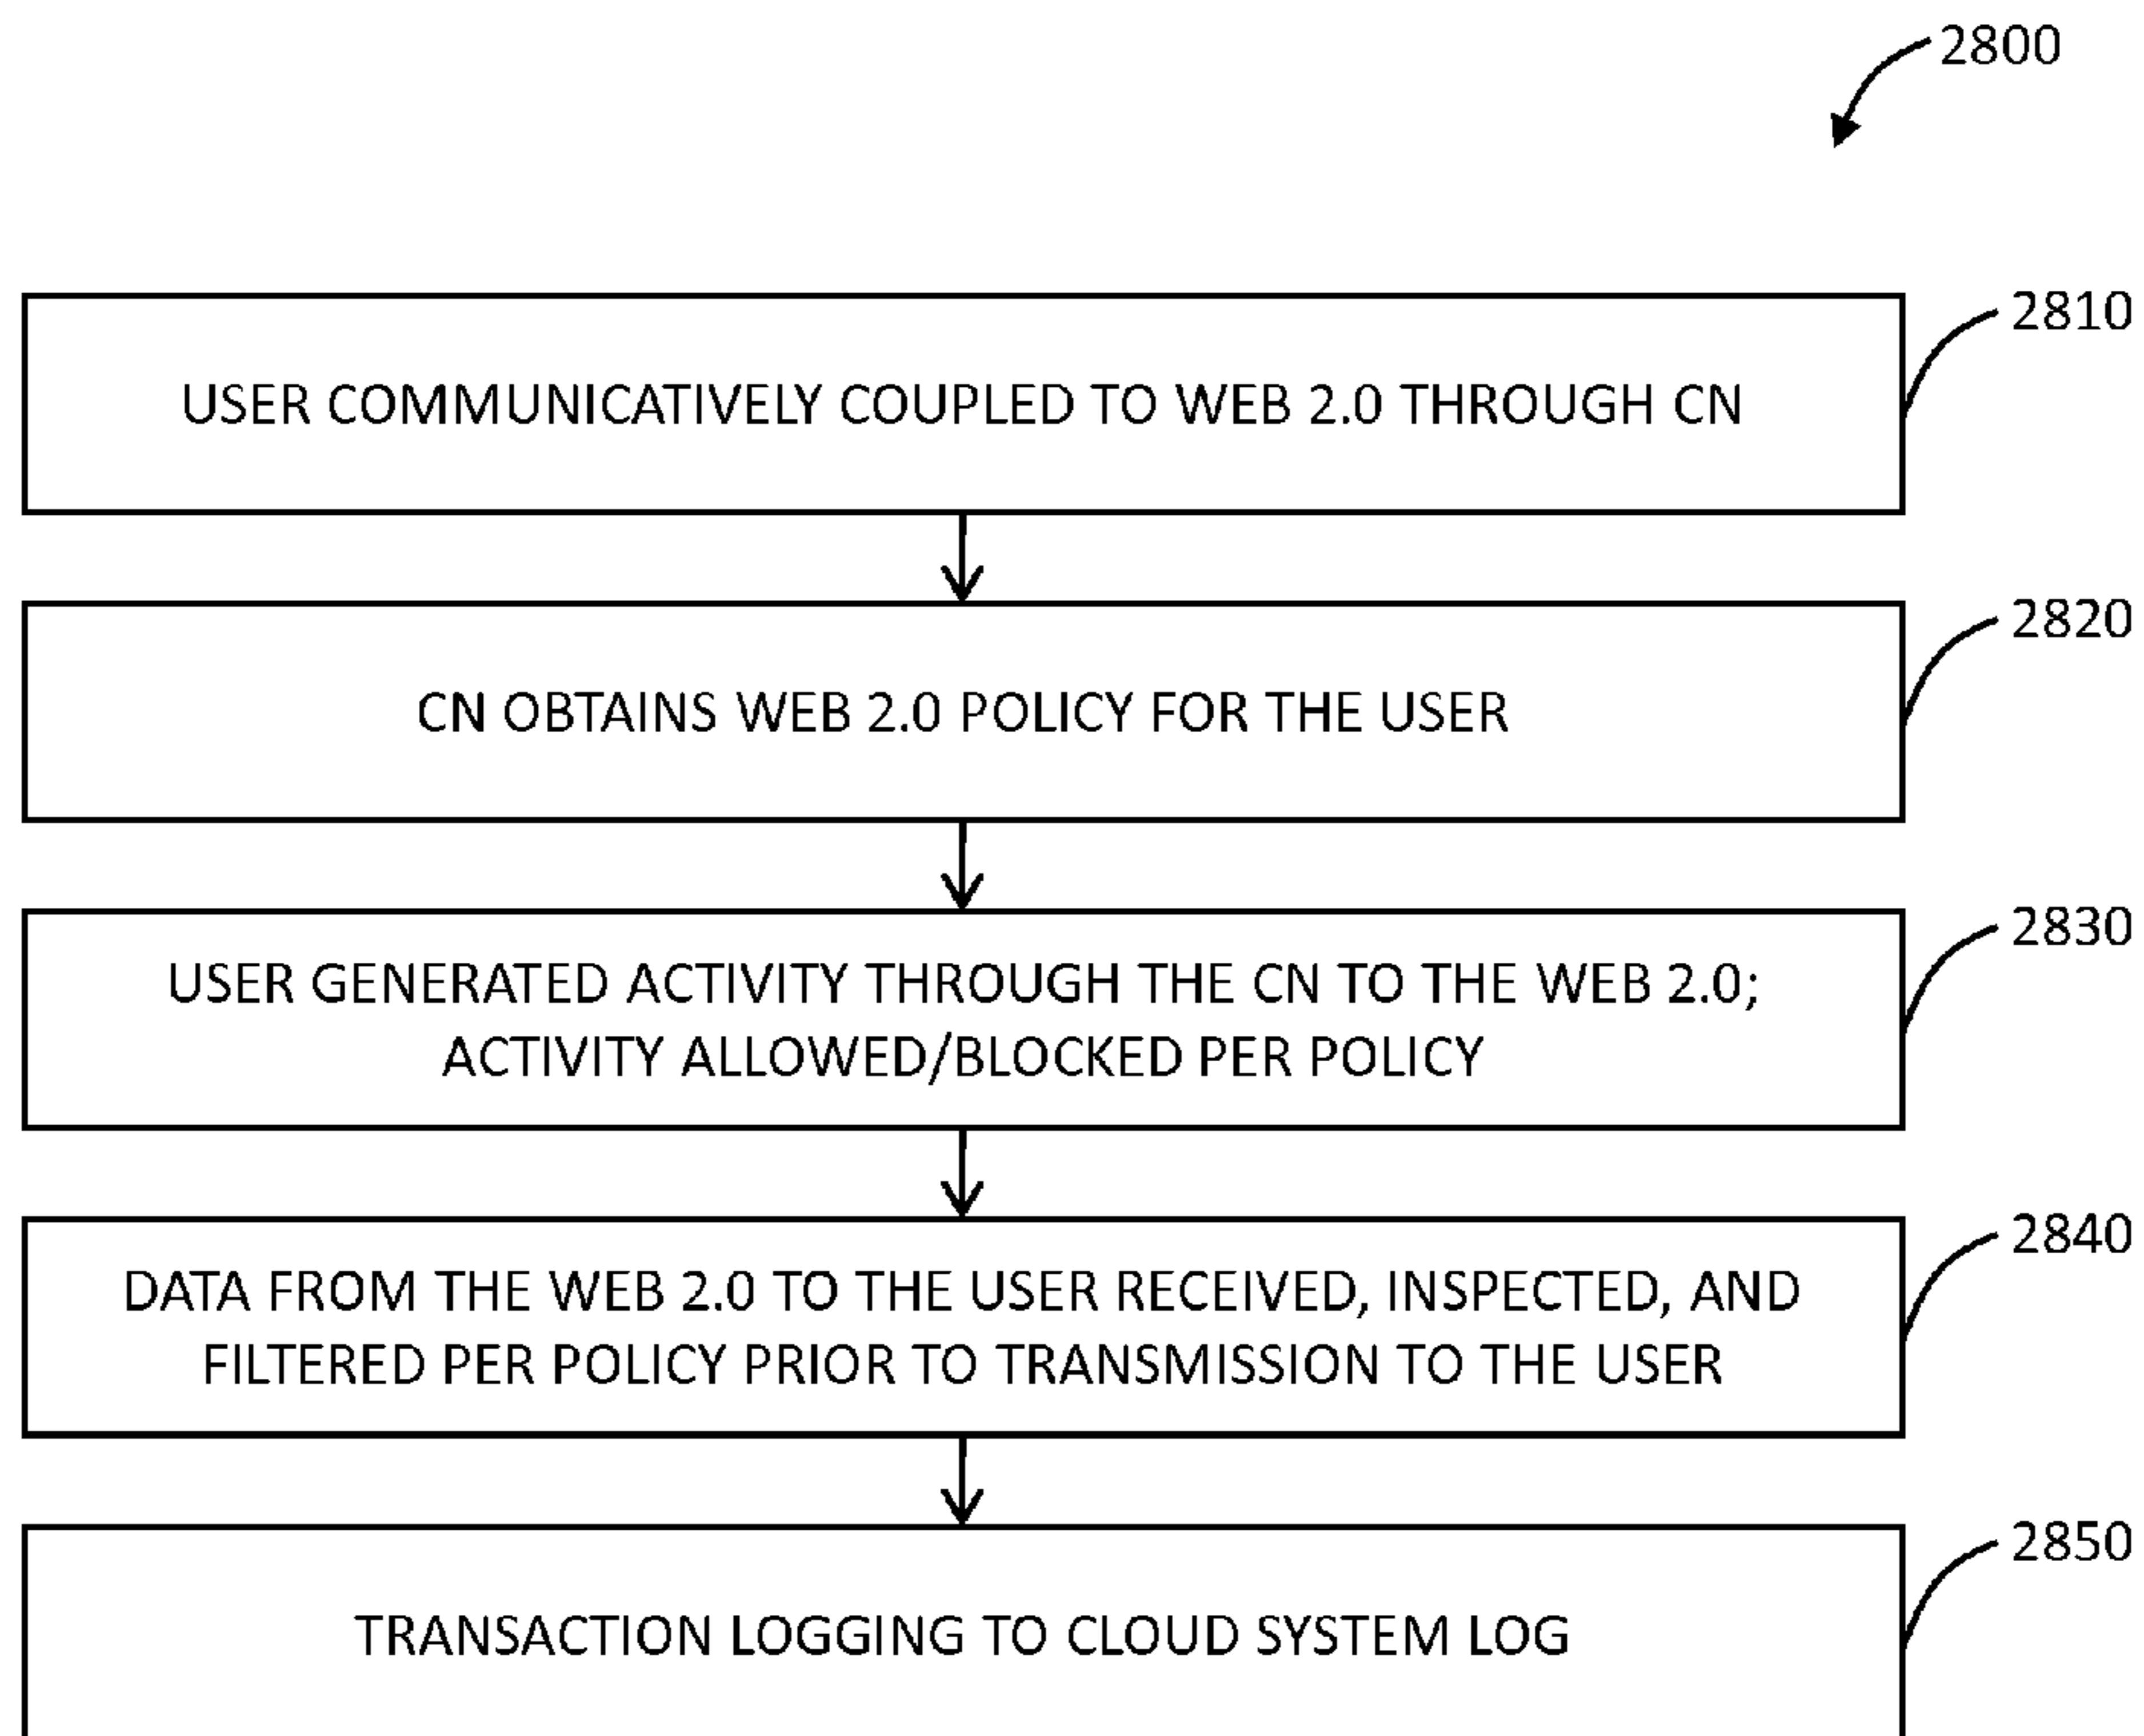 2800
2810
USER COMMUNICATIVELY COUPLED TO WEB 2.0 THROUGH CN
2820
CN OBTAINS WEB 2.0 POLICY FOR THE USER
2830
USER GENERATED ACTIVITY THROUGH THE CN TO THE WEB 2.0;
ACTIVITY ALLOWED/BLOCKED PER POLICY
2840
DATA FROM THE WEB 2.0 TO THE USER RECEIVED, INSPECTED, AND
FILTERED PER POLICY PRIOR TO TRANSMISSION TO THE USER
2850
TRANSACTION LOGGING TO CLOUD SYSTEM LOG